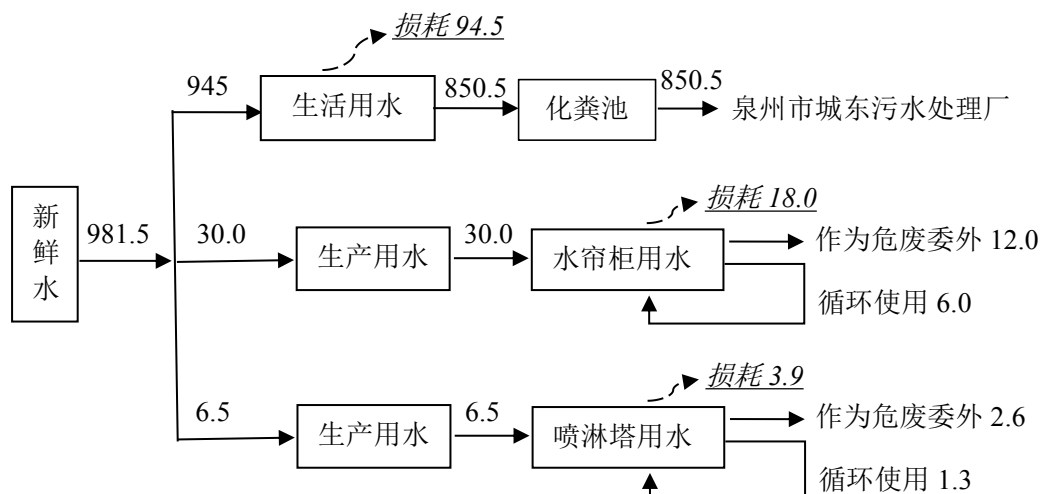 损耗 94.5
945
生活用水
850.5
化粪池
850.5
泉州市城东污水处理厂
新鲜水
981.5
损耗 18.0
30.0
生产用水
30.0
水帘柜用水
作为危废委外 12.0
循环使用 6.0
损耗 3.9
6.5
生产用水
6.5
喷淋塔用水
作为危废委外 2.6
循环使用 1.3